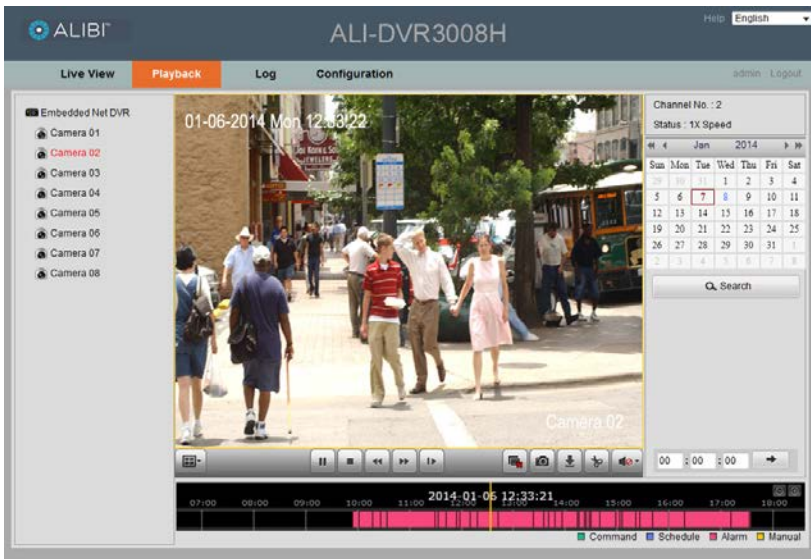 ALIBI™
ALI-DVR3008H
Help English
Live View Playback Log Configuration
admin Logout
Embedded Net DVR
Camera 01
Camera 02
Camera 03
Camera 04
Camera 05
Camera 06
Camera 07
Camera 08
01-06-2014 Mon 12:33:22
JEWELERS
Camera 02
Channel No. : 2
Status : 1X Speed
Jan 2014
Sun Mon Tue Wed Thu Fri Sat
29 30 31 1 2 3 4
5 6 7 8 9 10 11
12 13 14 15 16 17 18
19 20 21 22 23 24 25
26 27 28 29 30 31 1
2 3 4 5 6 7 8
Search
00 : 00 : 00
2014-01-06 12:33:21
07:00 08:00 09:00 10:00 11:00 12:00 13:00 14:00 15:00 16:00 17:00 18:00
Command Schedule Alarm Manual